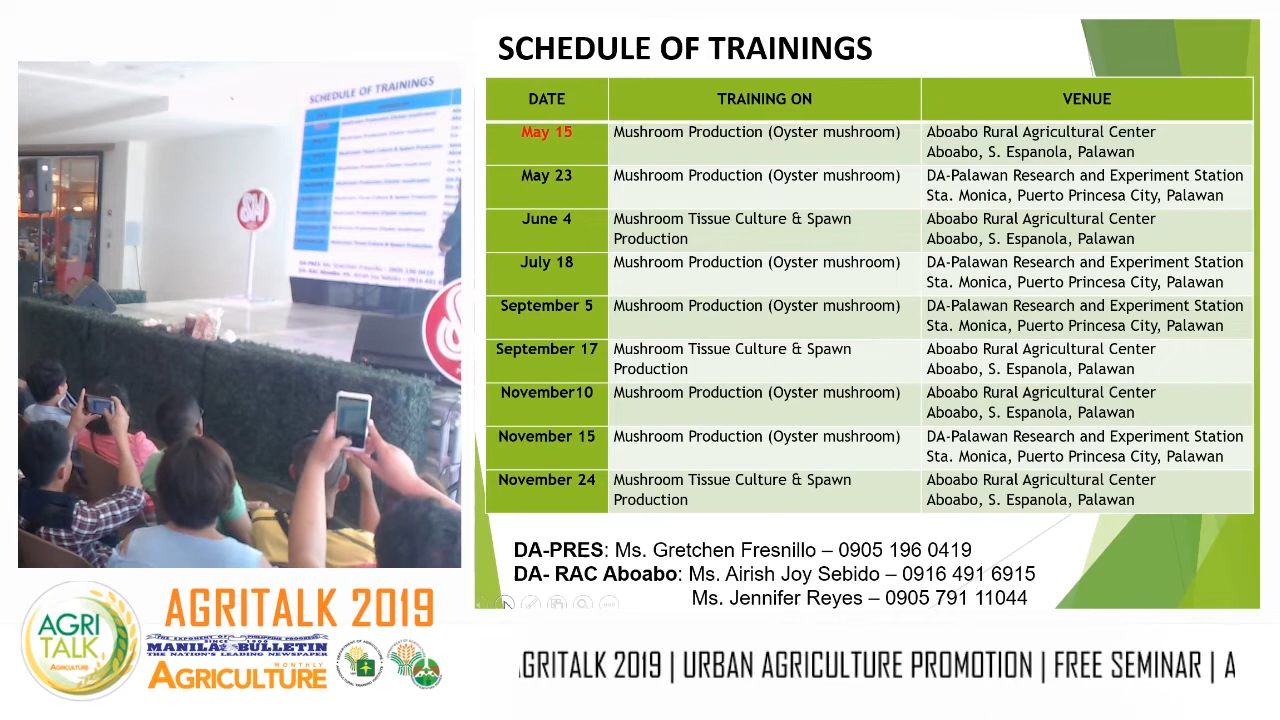 SCHEDULE OF TRAININGS
DATE TRAINING ON VENUE
May 15 Mushroom Production (Oyster mushroom) Aboabo Rural Agricultural Center
Aboabo, S. Espanola, Palawan
May 23 Mushroom Production (Oyster mushroom) DA-Palawan Research and Experiment Station
Sta. Monica, Puerto Princesa City, Palawan
June 4 Mushroom Tissue Culture & Spawn Aboabo Rural Agricultural Center
Production Aboabo, S. Espanola, Palawan
July 18 Mushroom Production (Oyster mushroom) DA-Palawan Research and Experiment Station
Sta. Monica, Puerto Princesa City, Palawan
September 5 Mushroom Production (Oyster mushroom) DA-Palawan Research and Experiment Station
Sta. Monica, Puerto Princesa City, Palawan
September 17 Mushroom Tissue Culture & Spawn Aboabo Rural Agricultural Center
Production Aboabo, S. Espanola, Palawan
November10 Mushroom Production (Oyster mushroom) Aboabo Rural Agricultural Center
Aboabo, S. Espanola, Palawan
November 15 Mushroom Production (Oyster mushroom) DA-Palawan Research and Experiment Station
Sta. Monica, Puerto Princesa City, Palawan
November 24 Mushroom Tissue Culture & Spawn Aboabo Rural Agricultural Center
Production Aboabo, S. Espanola, Palawan
DA-PRES: Ms. Gretchen Fresnillo – 0905 196 0419
DA- RAC Aboabo: Ms. Airish Joy Sebido – 0916 491 6915
Ms. Jennifer Reyes – 0905 791 11044
SCHEDULE OF TRAININGS
SM
AGRI
TALK
AGRICULTURE
AGRITALK 2019
THE EXPONENT OF PHILIPPINE PROGRESS
SINCE 1900
MANILA BULLETIN
THE NATION'S LEADING NEWSPAPER
MONTHLY
AGRICULTURE
GRITALK 2019 | URBAN AGRICULTURE PROMOTION | FREE SEMINAR | A